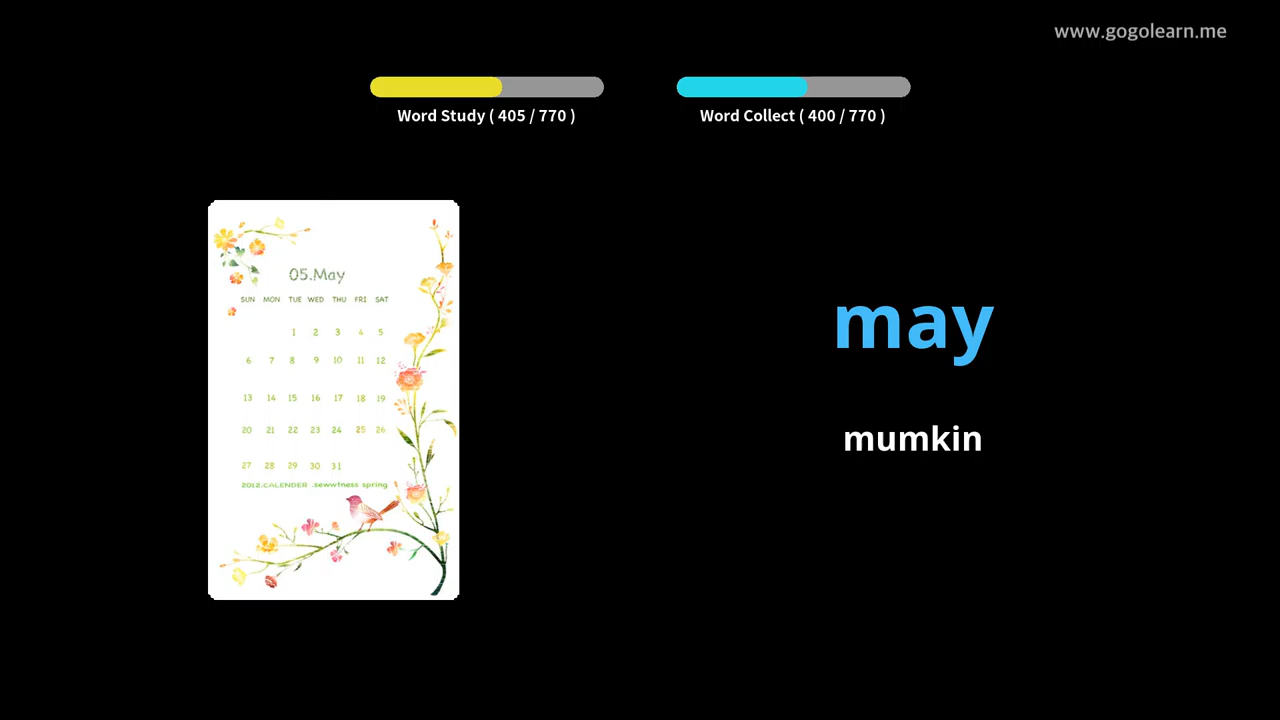 www.gogolearn.me
Word Study ( 405 / 770 )
Word Collect ( 400 / 770 )
05.May
SUN MON TUE WED THU FRI SAT
1 2 3 4 5
6 7 8 9 10 11 12
13 14 15 16 17 18 19
20 21 22 23 24 25 26
27 28 29 30 31
2012.CALENDER .sewwtness spring
may
mumkin